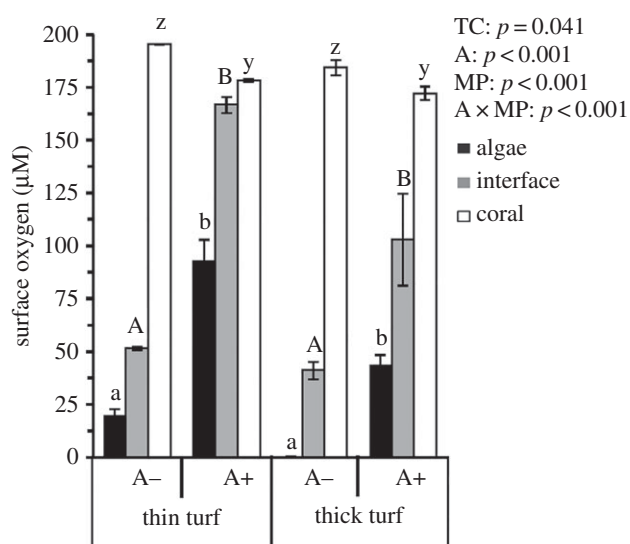 TC: p = 0.041
A: p < 0.001
MP: p < 0.001
A × MP: p < 0.001
algae
interface
coral
surface oxygen (μM)
200
175
150
125
100
75
50
25
0
a A z
b B y
a A z
b B y
A– A+ A– A+
thin turf thick turf